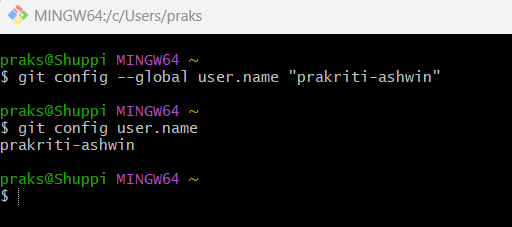 MINGW64:/c/Users/praks
praks@Shuppi MINGW64 ~
$ git config --global user.name "prakriti-ashwin"
praks@Shuppi MINGW64 ~
$ git config user.name
prakriti-ashwin
praks@Shuppi MINGW64 ~
$